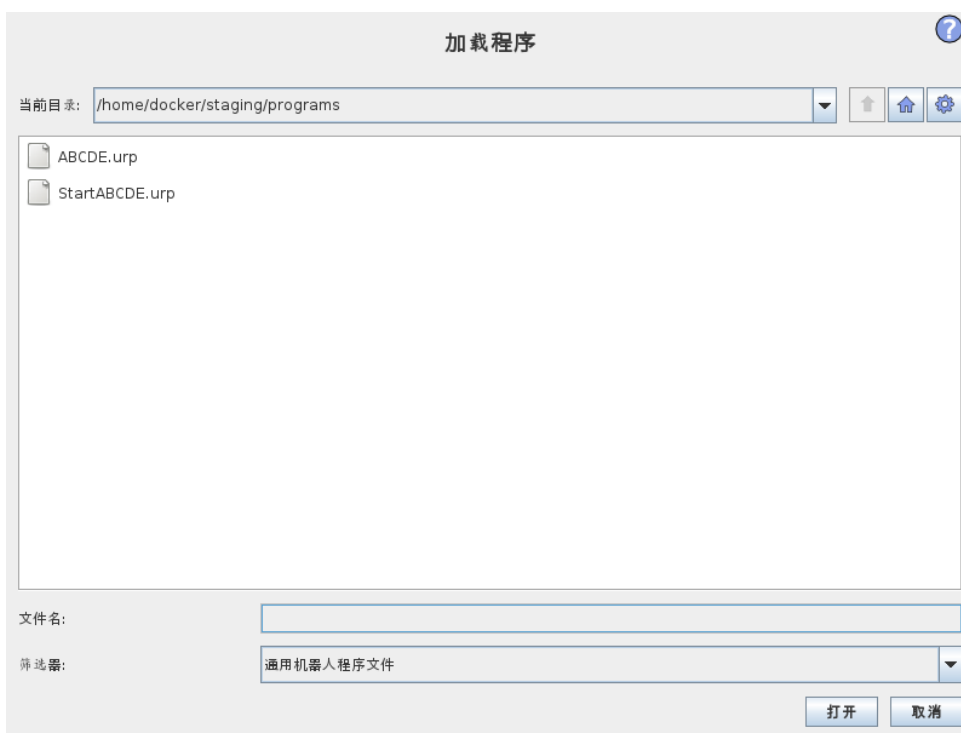 加载程序
当前目录: /home/docker/staging/programs
ABCDE.urp
StartABCDE.urp
文件名:
筛选器: 通用机器人程序文件
打开 取消